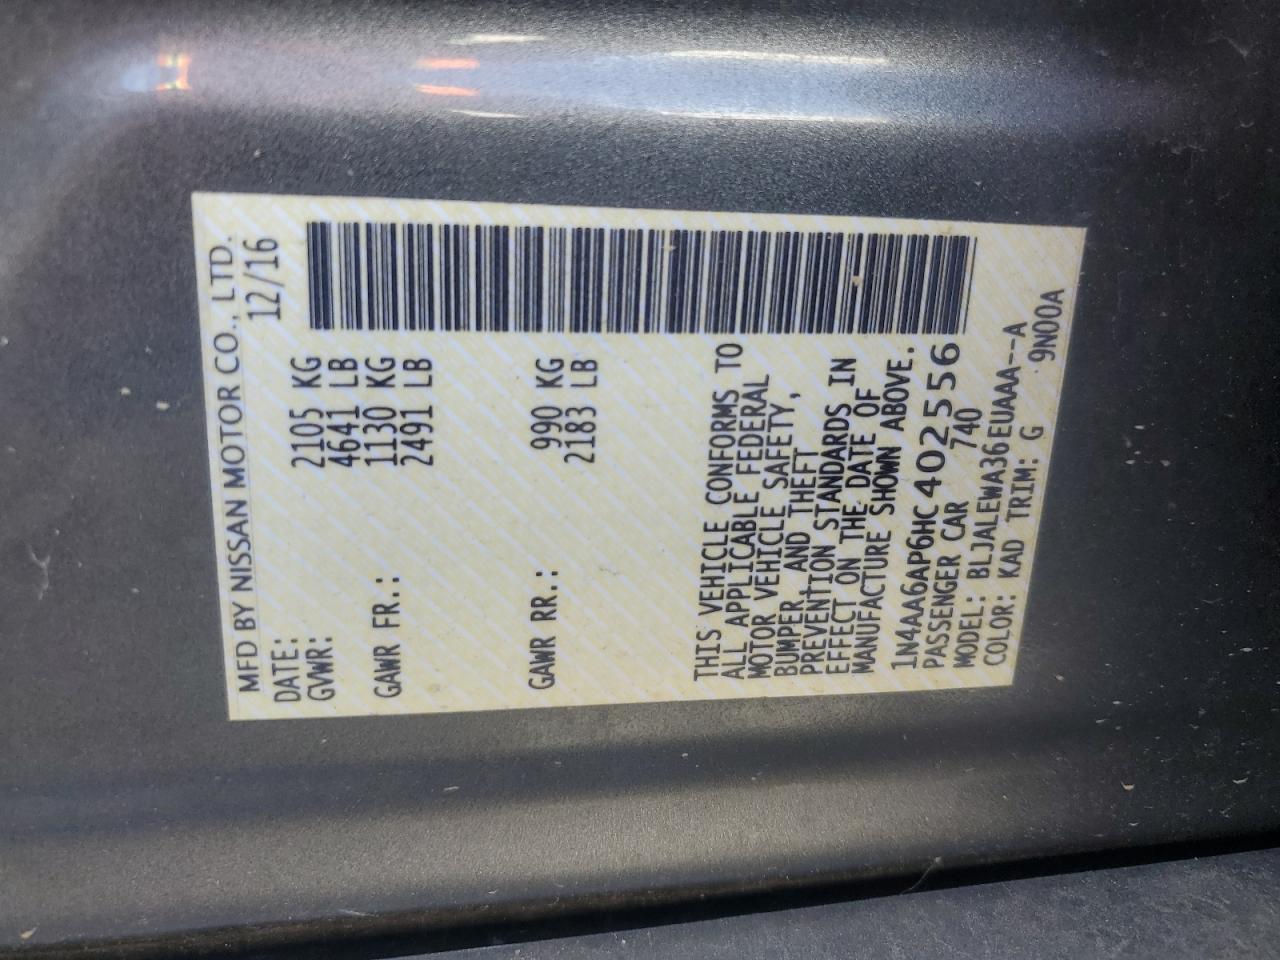 MFD BY NISSAN MOTOR CO., LTD.
DATE: 12/16
GVWR: 2105 KG
4641 LB
GAWR FR.: 1130 KG
2491 LB
GAWR RR.: 990 KG
2183 LB
THIS VEHICLE CONFORMS TO
ALL APPLICABLE FEDERAL
MOTOR VEHICLE SAFETY,
BUMPER AND THEFT
PREVENTION STANDARDS IN
EFFECT ON THE DATE OF
MANUFACTURE SHOWN ABOVE.
1N4AA6AP6HC402556
PASSENGER CAR 740
MODEL: BLJALEWA36EUAAA--A
COLOR: KAD TRIM: G 9N00A